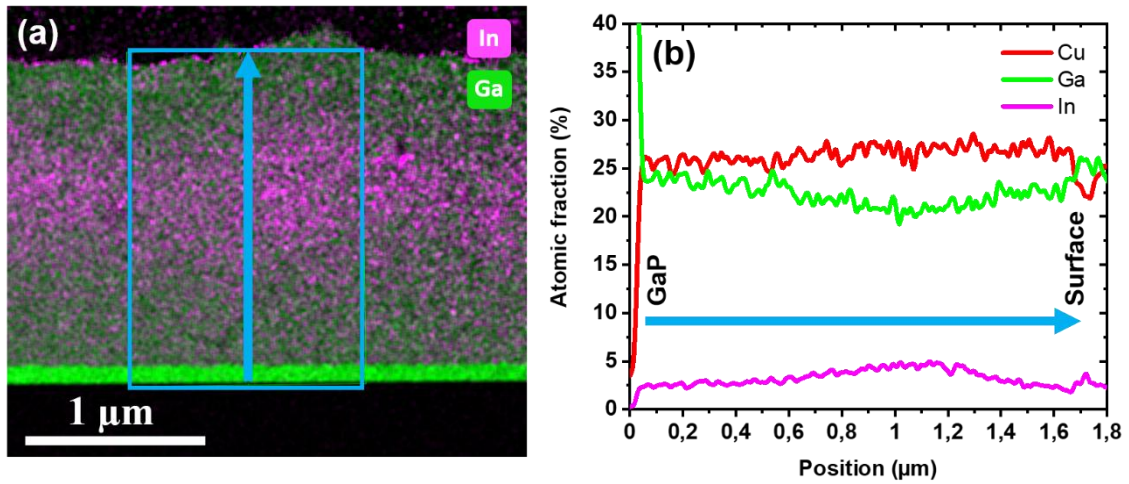 (a)
In
Ga
1 μm
(b)
Cu
Ga
In
40
35
30
25
20
15
10
5
0
Atomic fraction (%)
GaP
Surface
0
0,2
0,4
0,6
0,8
1
1,2
1,4
1,6
1,8
Position (μm)